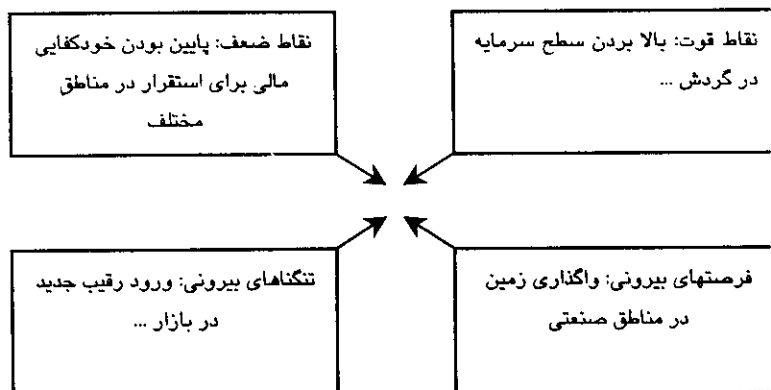 نقاط قوت: بالا بردن سطح سرمایه
در گردش ...
نقاط ضعف: پایین بودن خودکفایی
مالی برای استقرار در مناطق
مختلف
فرصتهای بیرونی: واگذاری زمین
در مناطق صنعتی
تنگناهای بیرونی: ورود رقیب جدید
در بازار ...